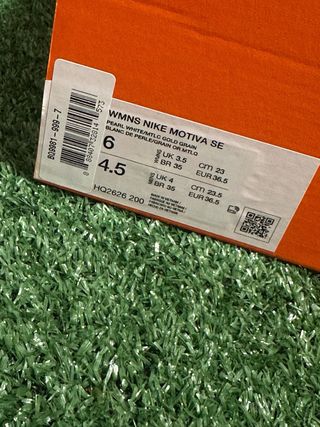 WMNS NIKE MOTIVA SE
PEARL WHITE/MTLC GOLD GRAIN
BLANC DE PERLE/GRAIN OR MTLQ
6 WMNS UK 3.5 cm 23
BR 35 EUR 36.5
4.5 MENS UK 4 cm 23.5
BR 35 EUR 36.5
HQ2626 200